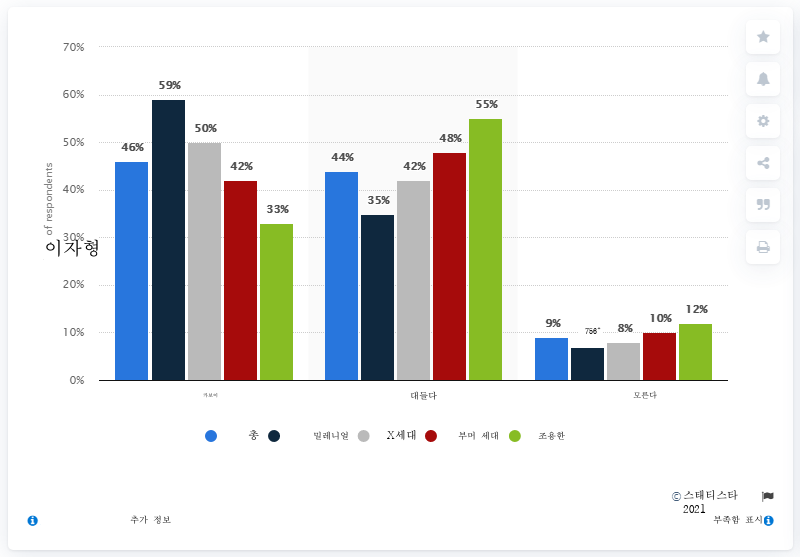 70%
60%
50%
40%
30%
20%
10%
0%
of respondents
이자형
46%
59%
50%
42%
33%
44%
35%
42%
48%
55%
9%
8%
10%
12%
대들다
모른다
총
밀레니얼
X세대
부머 세대
조용한
© 스태티스타
2021
추가 정보
부족함 표시